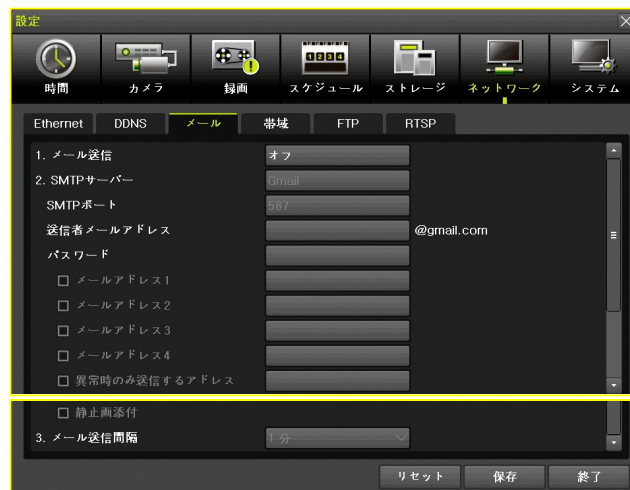 設定
時間 カメラ 録画 スケジュール ストレージ ネットワーク システム
1 2 3 4
Ethernet DDNS メール 帯域 FTP RTSP
1. メール送信 オフ
2. SMTPサーバー Gmail
SMTPポート 587
送信者メールアドレス @gmail.com
パスワード
メールアドレス1
メールアドレス2
メールアドレス3
メールアドレス4
異常時のみ送信するアドレス
静止画添付
3. メール送信間隔 1 分
リセット 保存 終了